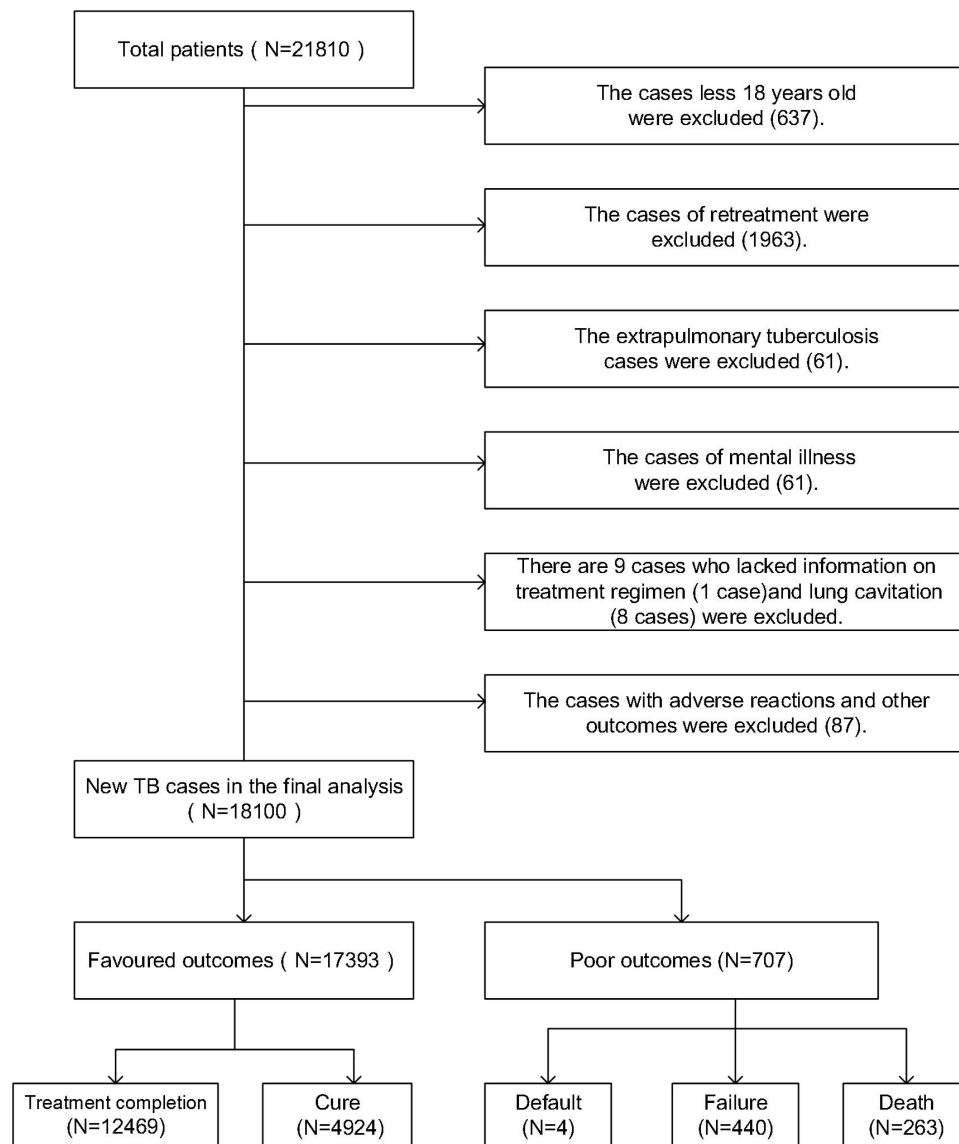 Total patients ( N=21810 )
The cases less 18 years old
were excluded (637).
The cases of retreatment were
excluded (1963).
The extrapulmonary tuberculosis
cases were excluded (61).
The cases of mental illness
were excluded (61).
There are 9 cases who lacked information on
treatment regimen (1 case)and lung cavitation
(8 cases) were excluded.
The cases with adverse reactions and other
outcomes were excluded (87).
New TB cases in the final analysis
( N=18100 )
Favoured outcomes ( N=17393 )
Poor outcomes (N=707)
Treatment completion
(N=12469)
Cure
(N=4924)
Default
(N=4)
Failure
(N=440)
Death
(N=263)